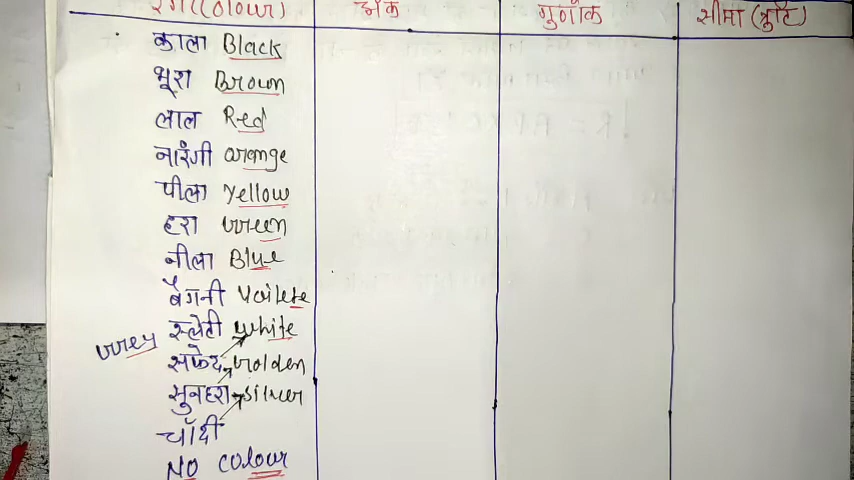 रंग (Colour) अंक गुणांक सीमा (त्रुटि)
काला Black
भूरा Brown
लाल Red
नारंगी orange
पीला Yellow
हरा Green
नीला Blue
बैगनी Voilete
Grey स्लेटी White
सफेद Golden
सुनहरा Silver
चाँदी
NO colour